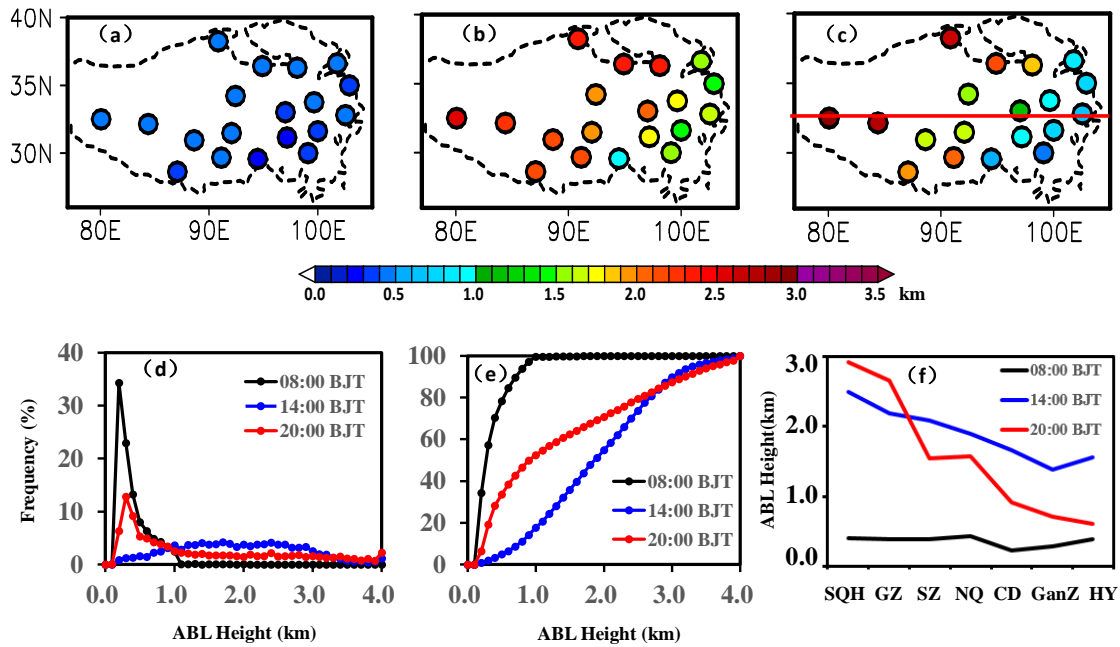 40N
35N
30N
(a)
(b)
(c)
80E 90E 100E
80E 90E 100E
80E 90E 100E
0.0 0.5 1.0 1.5 2.0 2.5 3.0 3.5 km
Frequency (%)
40
30
20
10
0
(d)
08:00 BJT
14:00 BJT
20:00 BJT
0.0 1.0 2.0 3.0 4.0
ABL Height (km)
100
80
60
40
20
0
(e)
08:00 BJT
14:00 BJT
20:00 BJT
0.0 1.0 2.0 3.0 4.0
ABL Height (km)
ABL Height(km)
3.0
2.0
1.0
0.0
(f)
08:00 BJT
14:00 BJT
20:00 BJT
SQH GZ SZ NQ CD GanZ HY